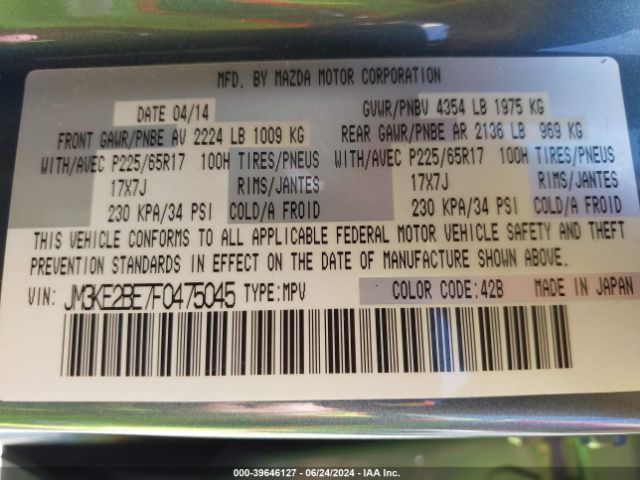 MFD. BY MAZDA MOTOR CORPORATION
DATE 04/14 GVWR/PNBV 4354 LB 1975 KG
FRONT GAWR/PNBE AV 2224 LB 1009 KG REAR GAWR/PNBE AR 2136 LB 969 KG
WITH/AVEC P225/65R17 100H TIRES/PNEUS WITH/AVEC P225/65R17 100H TIRES/PNEUS
17X7J RIMS/JANTES 17X7J RIMS/JANTES
230 KPA/34 PSI COLD/A FROID 230 KPA/34 PSI COLD/A FROID
THIS VEHICLE CONFORMS TO ALL APPLICABLE FEDERAL MOTOR VEHICLE SAFETY AND THEFT
PREVENTION STANDARDS IN EFFECT ON THE DATE OF MANUFACTURE SHOWN ABOVE.
VIN: JM3KE2BE7F0475045 TYPE:MPV COLOR CODE:42B MADE IN JAPAN
000-39646127 - 06/24/2024 - IAA Inc.